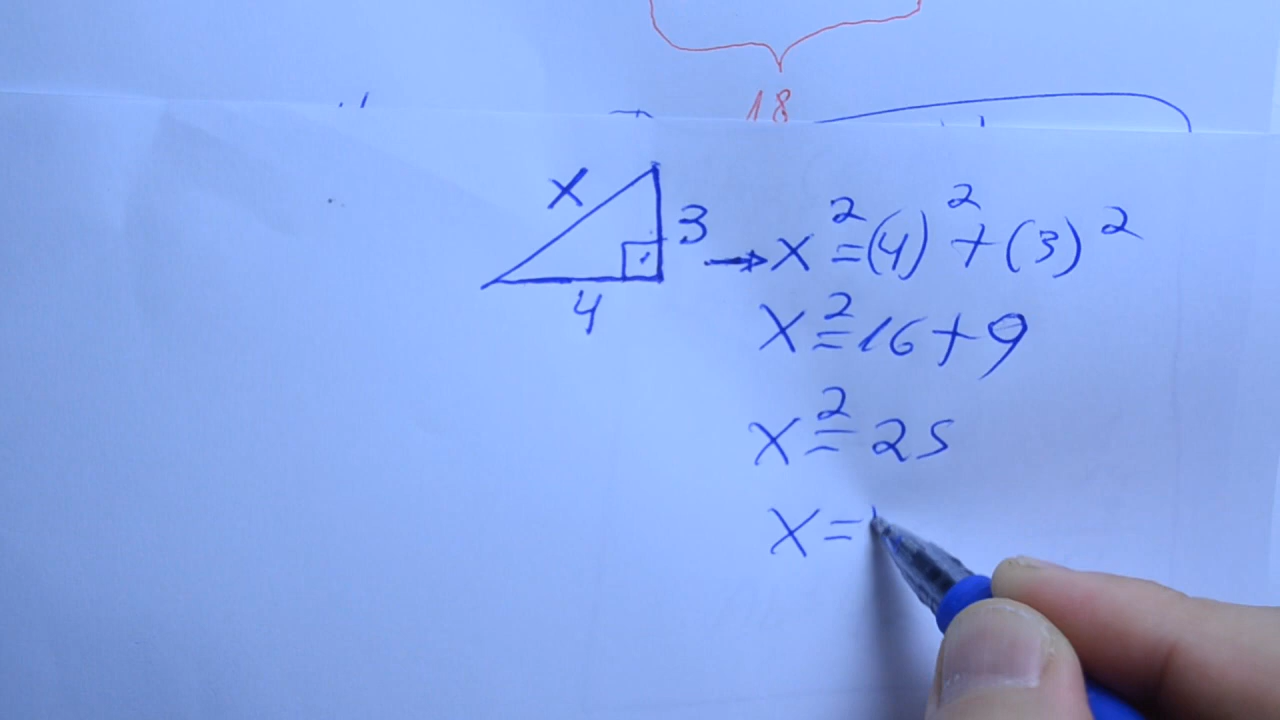 18
x
3
4
→ x² = (4)² + (3)²
x² = 16 + 9
x² = 25
x =